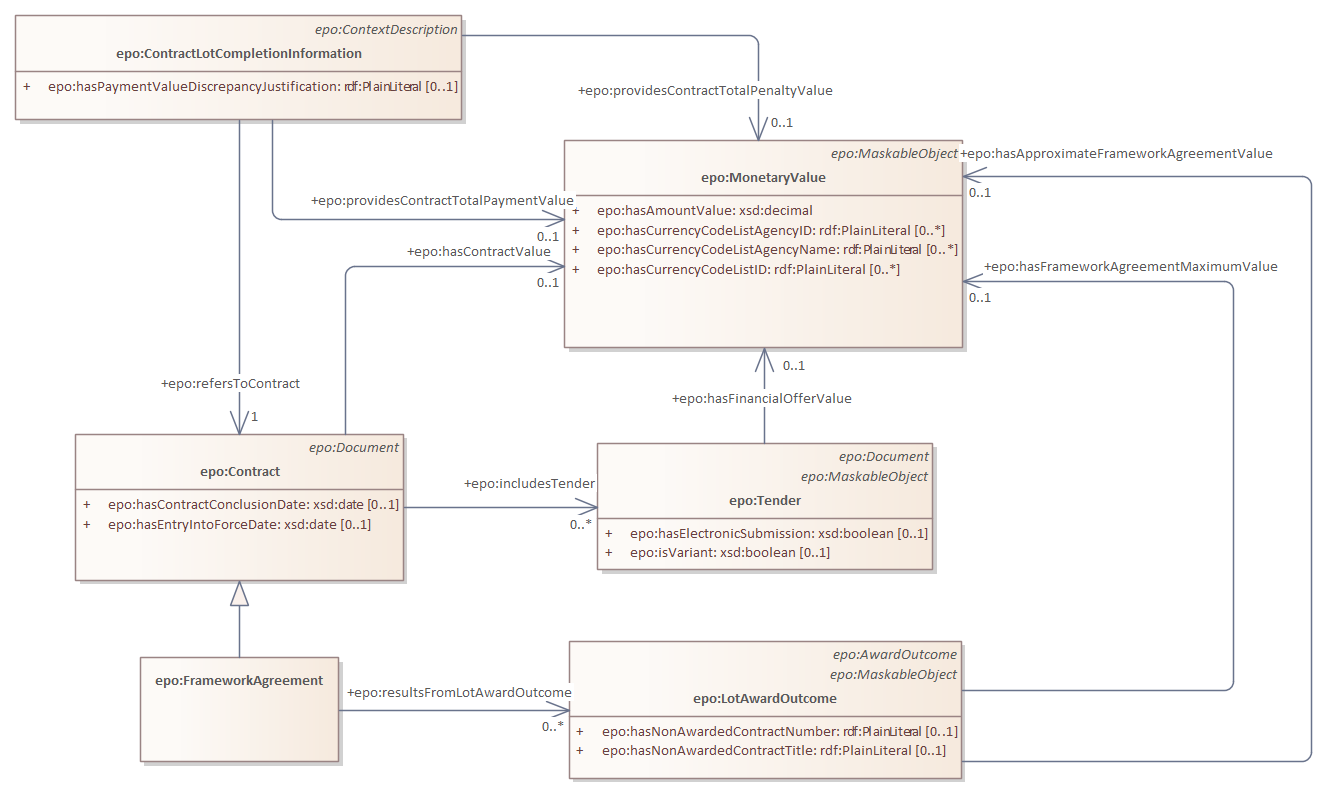 epo:ContextDescription
epo:ContractLotCompletionInformation
+ epo:hasPaymentValueDiscrepancyJustification: rdf:PlainLiteral [0..1]
+epo:providesContractTotalPenaltyValue
0..1
epo:MaskableObject
epo:MonetaryValue
+ epo:hasAmountValue: xsd:decimal
+ epo:hasCurrencyCodeListAgencyID: rdf:PlainLiteral [0..*]
+ epo:hasCurrencyCodeListAgencyName: rdf:PlainLiteral [0..*]
+ epo:hasCurrencyCodeListID: rdf:PlainLiteral [0..*]
+epo:hasApproximateFrameworkAgreementValue
0..1
+epo:providesContractTotalPaymentValue
0..1
+epo:hasContractValue
0..1
+epo:hasFrameworkAgreementMaximumValue
0..1
+epo:refersToContract
1
0..1
+epo:hasFinancialOfferValue
epo:Document
epo:Contract
+ epo:hasContractConclusionDate: xsd:date [0..1]
+ epo:hasEntryIntoForceDate: xsd:date [0..1]
+epo:includesTender
0..*
epo:Document
epo:MaskableObject
epo:Tender
+ epo:hasElectronicSubmission: xsd:boolean [0..1]
+ epo:isVariant: xsd:boolean [0..1]
epo:FrameworkAgreement
+epo:resultsFromLotAwardOutcome
0..*
epo:AwardOutcome
epo:MaskableObject
epo:LotAwardOutcome
+ epo:hasNonAwardedContractNumber: rdf:PlainLiteral [0..1]
+ epo:hasNonAwardedContractTitle: rdf:PlainLiteral [0..1]